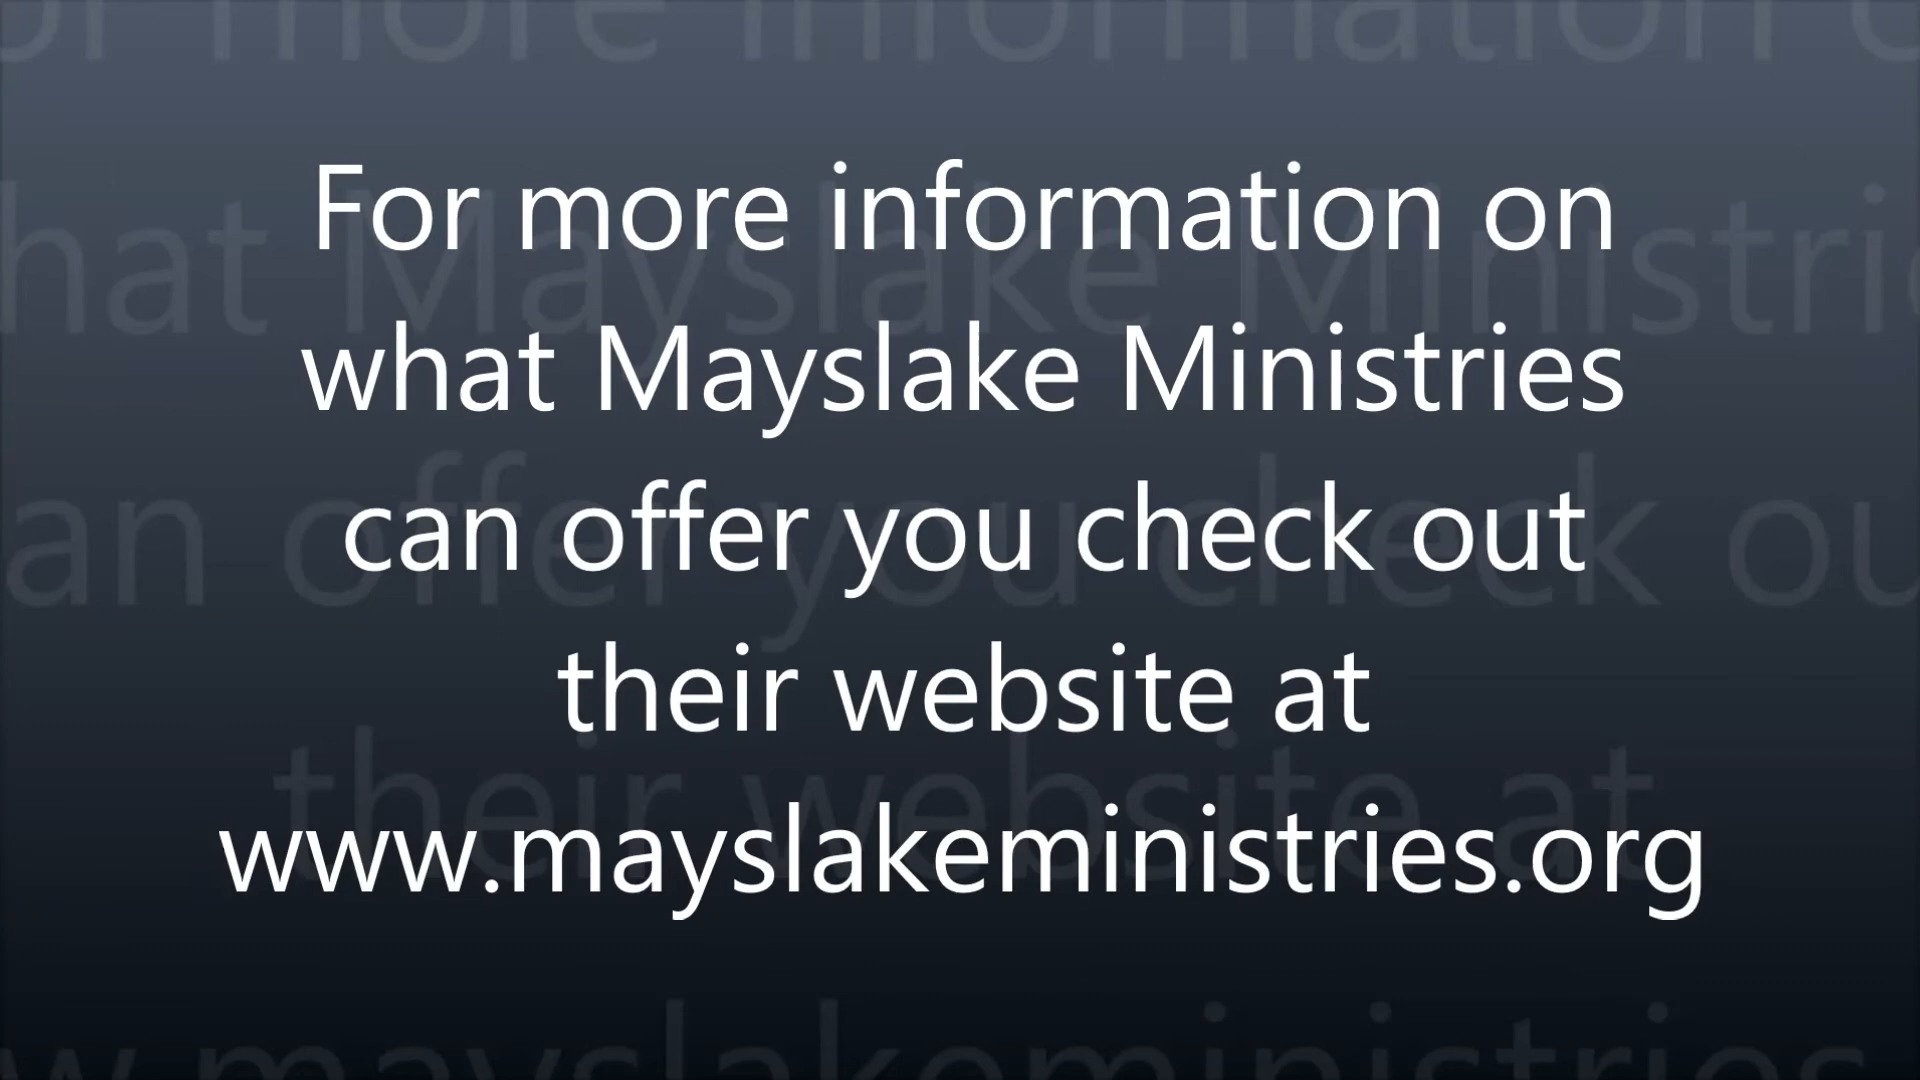 For more information on
what Mayslake Ministries
can offer you check out
their website at
www.mayslakeministries.org